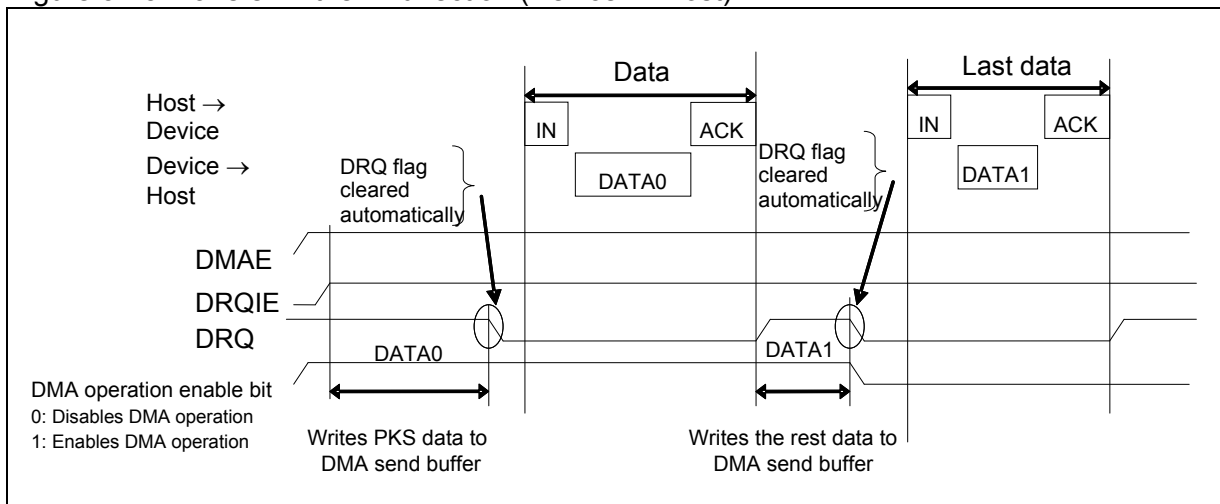 Data
Last data
Host →
Device
IN
ACK
IN
ACK
Device →
Host
DRQ flag
cleared
automatically
DATA0
DRQ flag
cleared
automatically
DATA1
DMAE
DRQIE
DRQ
DATA0
DATA1
DMA operation enable bit
0: Disables DMA operation
1: Enables DMA operation
Writes PKS data to
DMA send buffer
Writes the rest data to
DMA send buffer